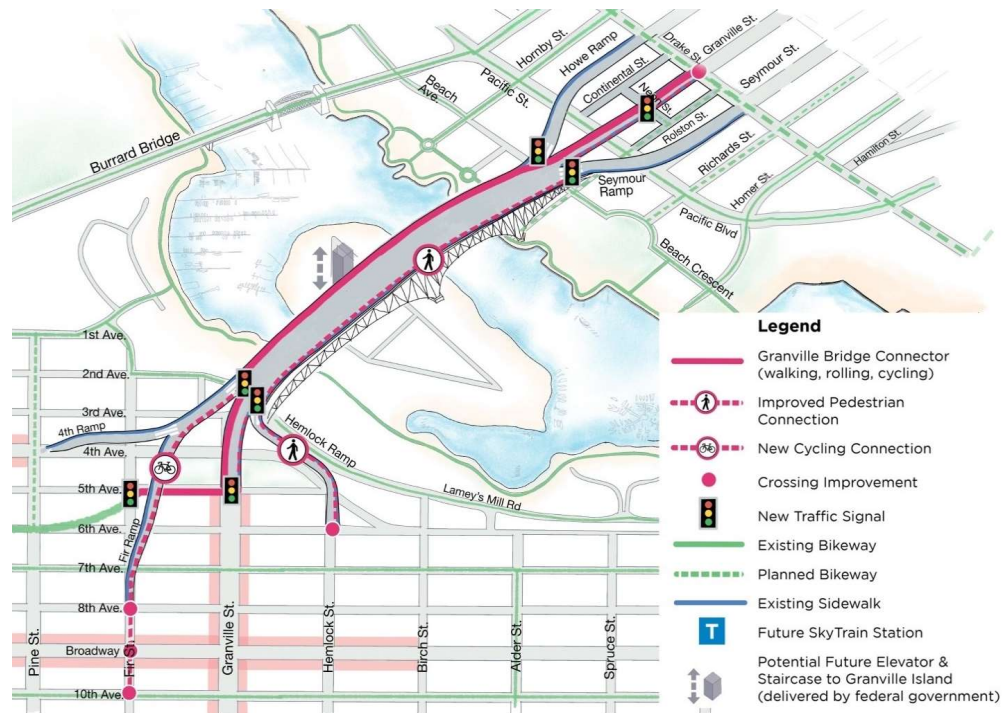 Hornby St.
Howe Ramp
Drake St.
Granville St.
Continental St.
Seymour St.
Beach
Ave.
Pacific St.
Rolston St.
Burrard Bridge
Richards St.
Hamilton St.
Seymour
Ramp
Homer St.
Pacific Blvd
Beach Crescent
1st Ave.
2nd Ave.
3rd Ave.
4th Ramp
4th Ave.
Hemlock Ramp
5th Ave.
Lamey's Mill Rd
6th Ave.
Fir Ramp
7th Ave.
8th Ave.
Broadway
10th Ave.
Pine St.
Fir St.
Granville St.
Hemlock St.
Birch St.
Alder St.
Spruce St.
Legend
Granville Bridge Connector
(walking, rolling, cycling)
Improved Pedestrian
Connection
New Cycling Connection
Crossing Improvement
New Traffic Signal
Existing Bikeway
Planned Bikeway
Existing Sidewalk
T
Future SkyTrain Station
Potential Future Elevator &
Staircase to Granville Island
(delivered by federal government)